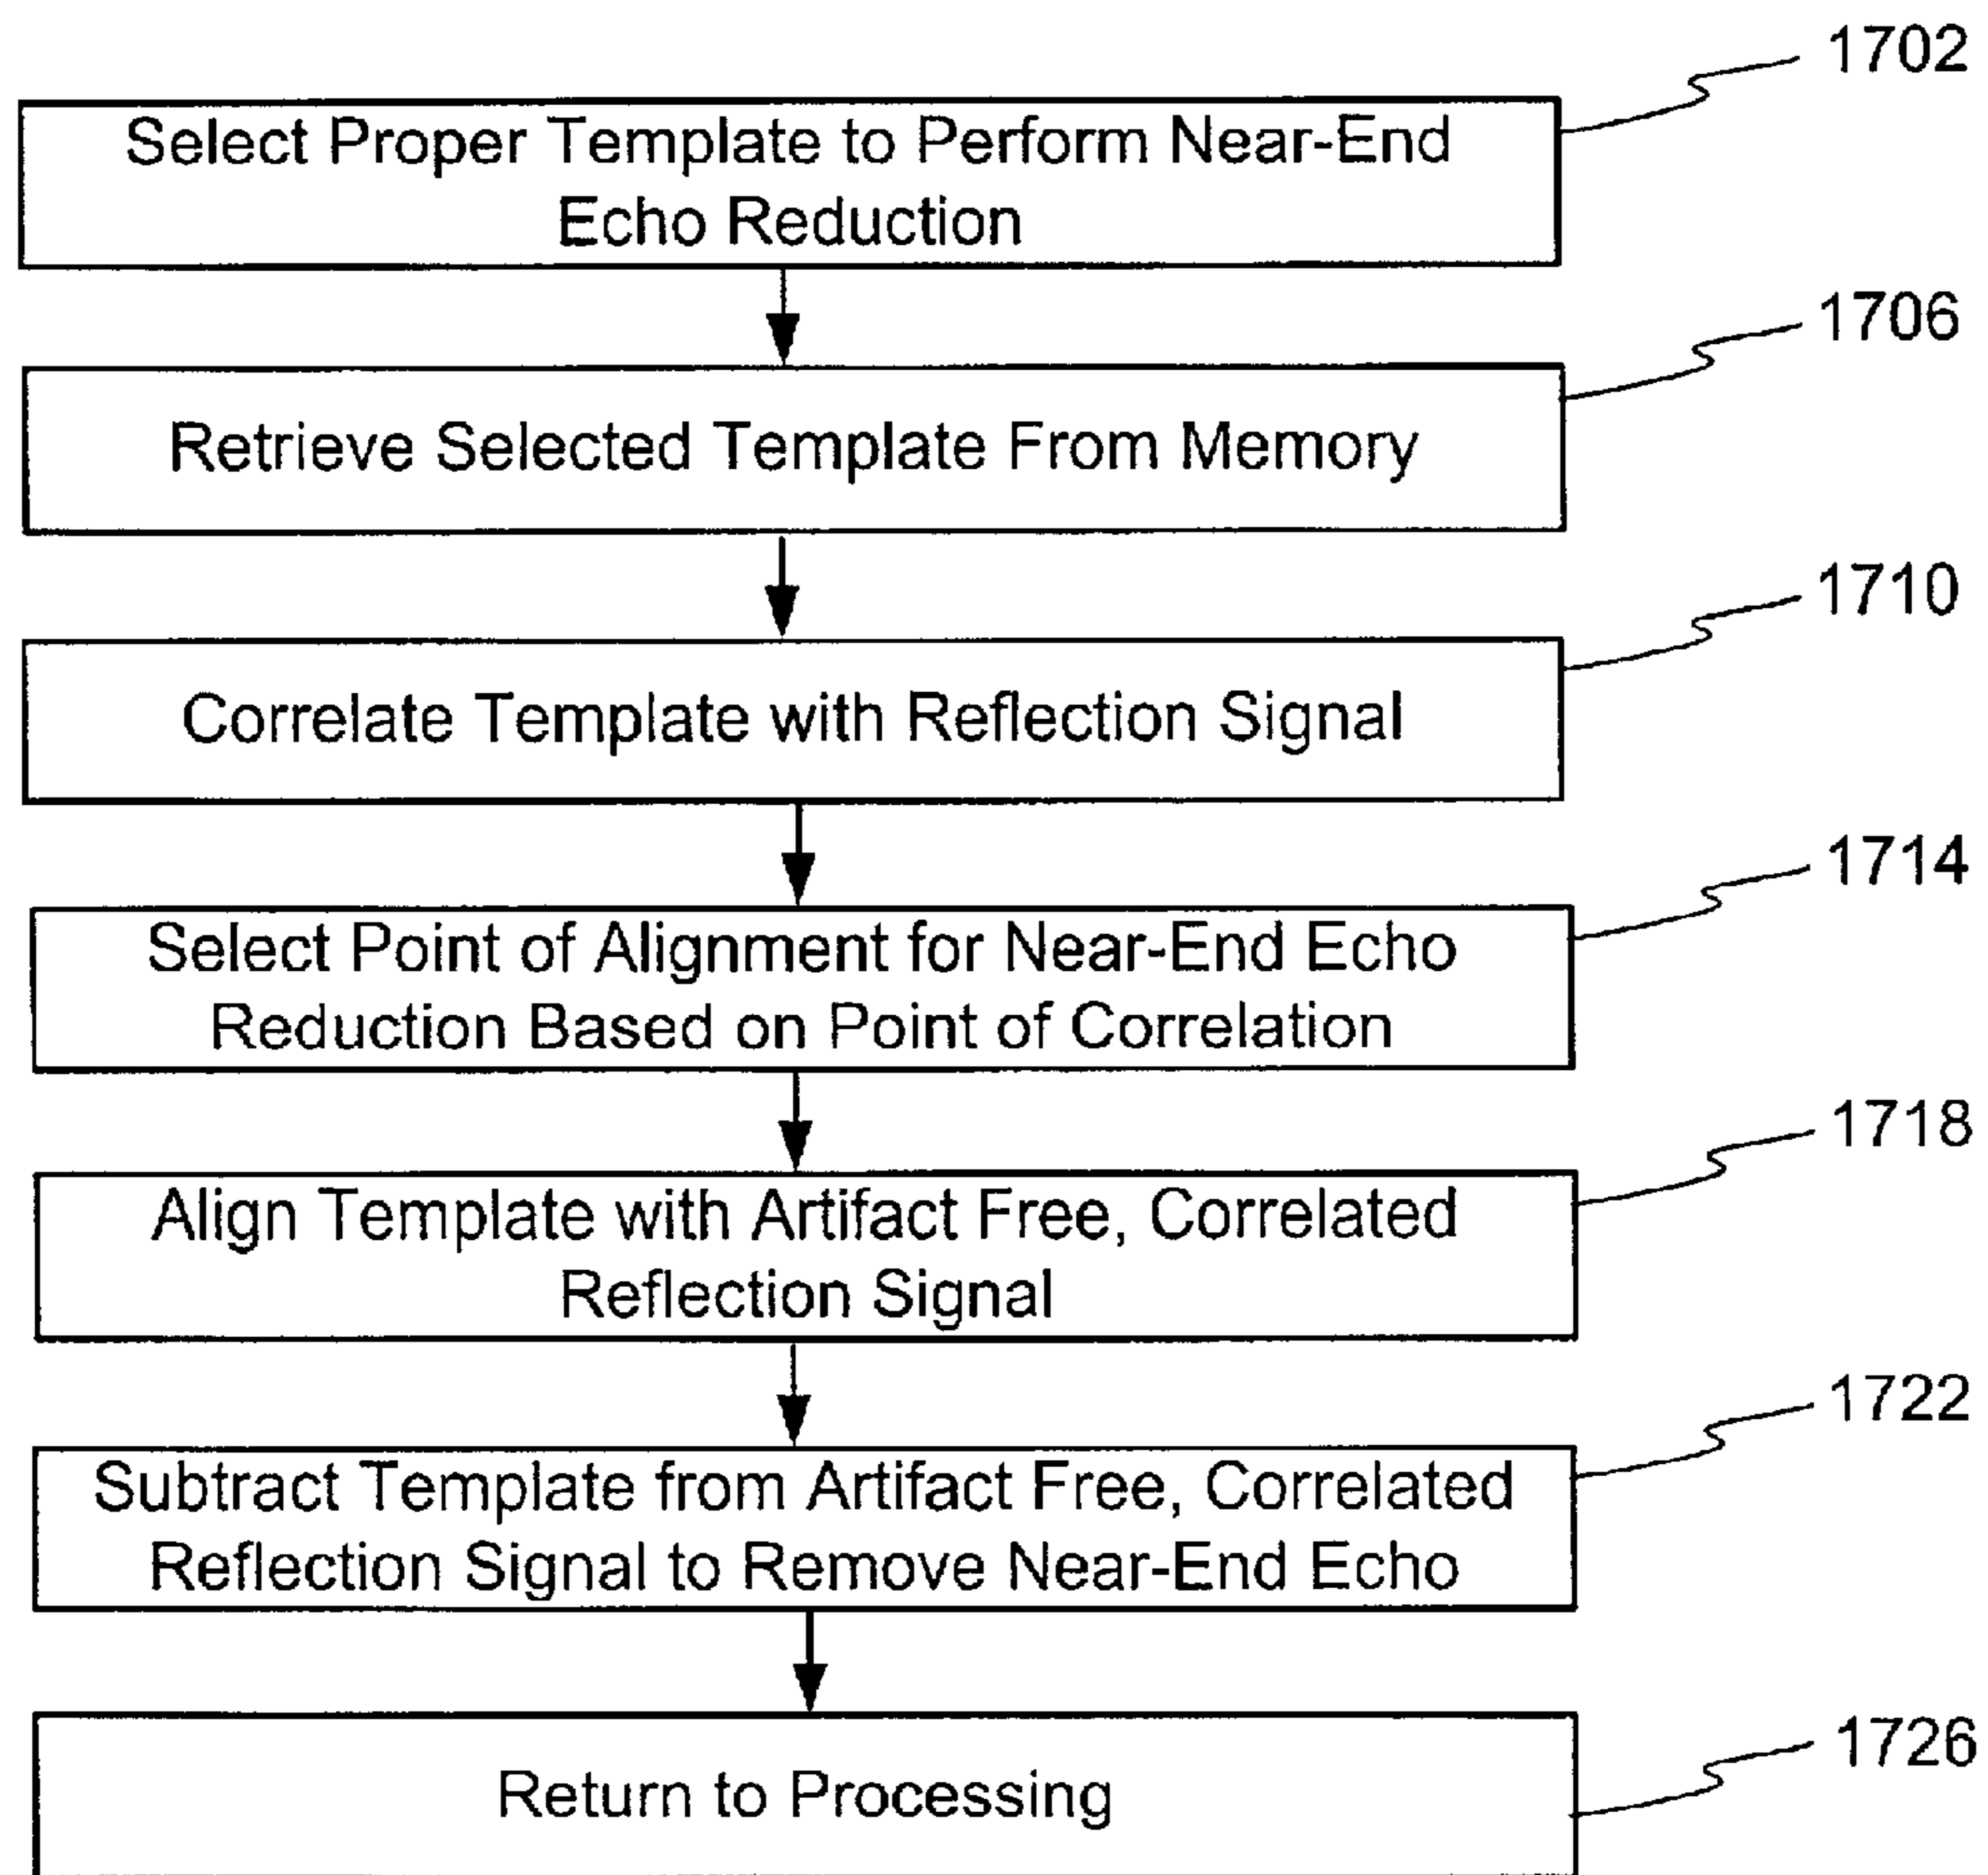 1702
Select Proper Template to Perform Near-End
Echo Reduction
1706
Retrieve Selected Template From Memory
1710
Correlate Template with Reflection Signal
1714
Select Point of Alignment for Near-End Echo
Reduction Based on Point of Correlation
1718
Align Template with Artifact Free, Correlated
Reflection Signal
1722
Subtract Template from Artifact Free, Correlated
Reflection Signal to Remove Near-End Echo
1726
Return to Processing